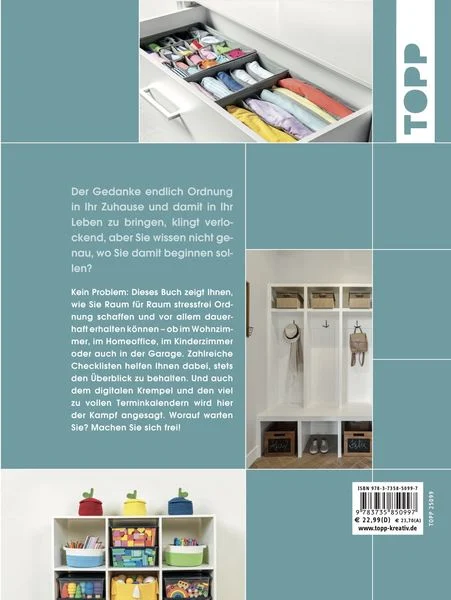 TOPP
Der Gedanke endlich Ordnung
in Ihr Zuhause und damit in Ihr
Leben zu bringen, klingt verlo-
ckend, aber Sie wissen nicht ge-
nau, wo Sie damit beginnen sol-
len?
Kein Problem: Dieses Buch zeigt Ihnen,
wie Sie Raum für Raum stressfrei Ord-
nung schaffen und vor allem dauer-
haft erhalten können – ob im Wohnzim-
mer, im Homeoffice, im Kinderzimmer
oder auch in der Garage. Zahlreiche
Checklisten helfen Ihnen dabei, stets
den Überblick zu behalten. Und auch
dem digitalen Krempel und den viel
zu vollen Terminkalendern wird hier
der Kampf angesagt. Worauf warten
Sie? Machen Sie sich frei!
ISBN 978-3-7358-5099-7
9 783735 850997
€ 22,99(D) € 23,70(A)
www.topp-kreativ.de
TOPP 25099